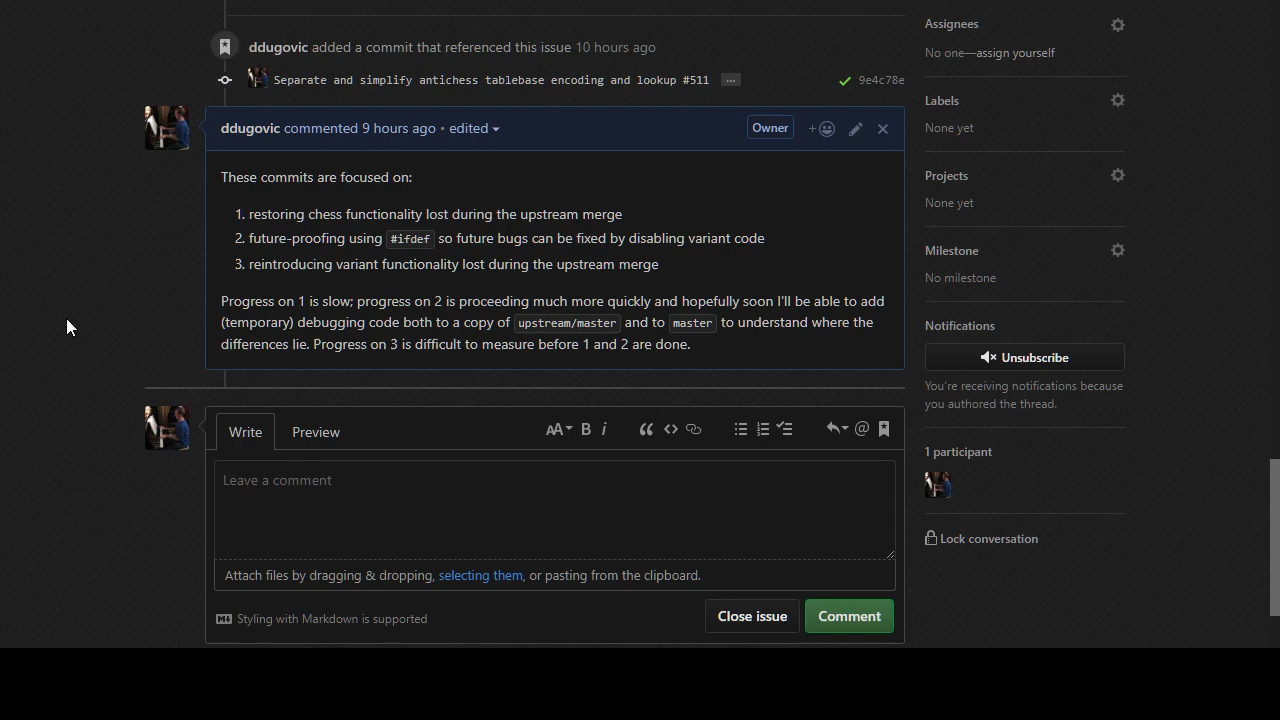 ddugovic added a commit that referenced this issue 10 hours ago
Separate and simplify antichess tablebase encoding and lookup #511 ... 9e4c78e
ddugovic commented 9 hours ago • edited
Owner
These commits are focused on:
1. restoring chess functionality lost during the upstream merge
2. future-proofing using #ifdef so future bugs can be fixed by disabling variant code
3. reintroducing variant functionality lost during the upstream merge
Progress on 1 is slow; progress on 2 is proceeding much more quickly and hopefully soon I'll be able to add
(temporary) debugging code both to a copy of upstream/master and to master to understand where the
differences lie. Progress on 3 is difficult to measure before 1 and 2 are done.
Write Preview
AA B i
Leave a comment
Attach files by dragging & dropping, selecting them, or pasting from the clipboard.
Styling with Markdown is supported
Close issue
Comment
Assignees
No one—assign yourself
Labels
None yet
Projects
None yet
Milestone
No milestone
Notifications
Unsubscribe
You're receiving notifications because
you authored the thread.
1 participant
Lock conversation